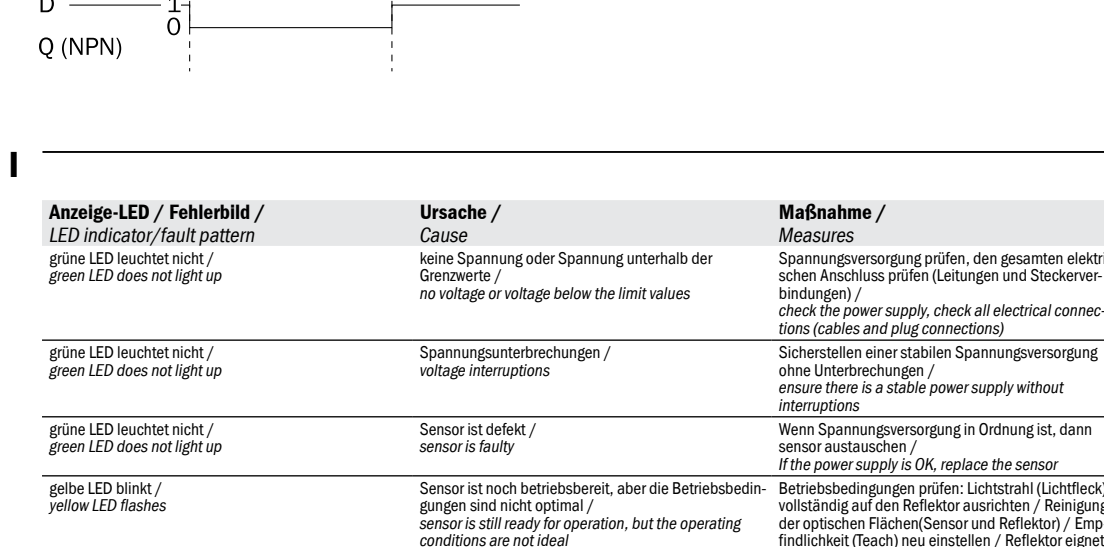 D
1
0
Q (NPN)
I
Anzeige-LED / Fehlerbild /
LED indicator/fault pattern
Ursache /
Cause
Maßnahme /
Measures
grüne LED leuchtet nicht /
green LED does not light up
keine Spannung oder Spannung unterhalb der
Grenzwerte /
no voltage or voltage below the limit values
Spannungsversorgung prüfen, den gesamten elektri
schen Anschluss prüfen (Leitungen und Steckerver-
bindungen) /
check the power supply, check all electrical connec-
tions (cables and plug connections)
grüne LED leuchtet nicht /
green LED does not light up
Spannungsunterbrechungen /
voltage interruptions
Sicherstellen einer stabilen Spannungsversorgung
ohne Unterbrechungen /
ensure there is a stable power supply without
interruptions
grüne LED leuchtet nicht /
green LED does not light up
Sensor ist defekt /
sensor is faulty
Wenn Spannungsversorgung in Ordnung ist, dann
sensor austauschen /
If the power supply is OK, replace the sensor
gelbe LED blinkt /
yellow LED flashes
Sensor ist noch betriebsbereit, aber die Betriebsbedin-
gungen sind nicht optimal /
sensor is still ready for operation, but the operating
conditions are not ideal
Betriebsbedingungen prüfen: Lichtstrahl (Lichtfleck)
vollständig auf den Reflektor ausrichten / Reinigung
der optischen Flächen(Sensor und Reflektor) / Emp-
findlichkeit (Teach) neu einstellen / Reflektor eignet